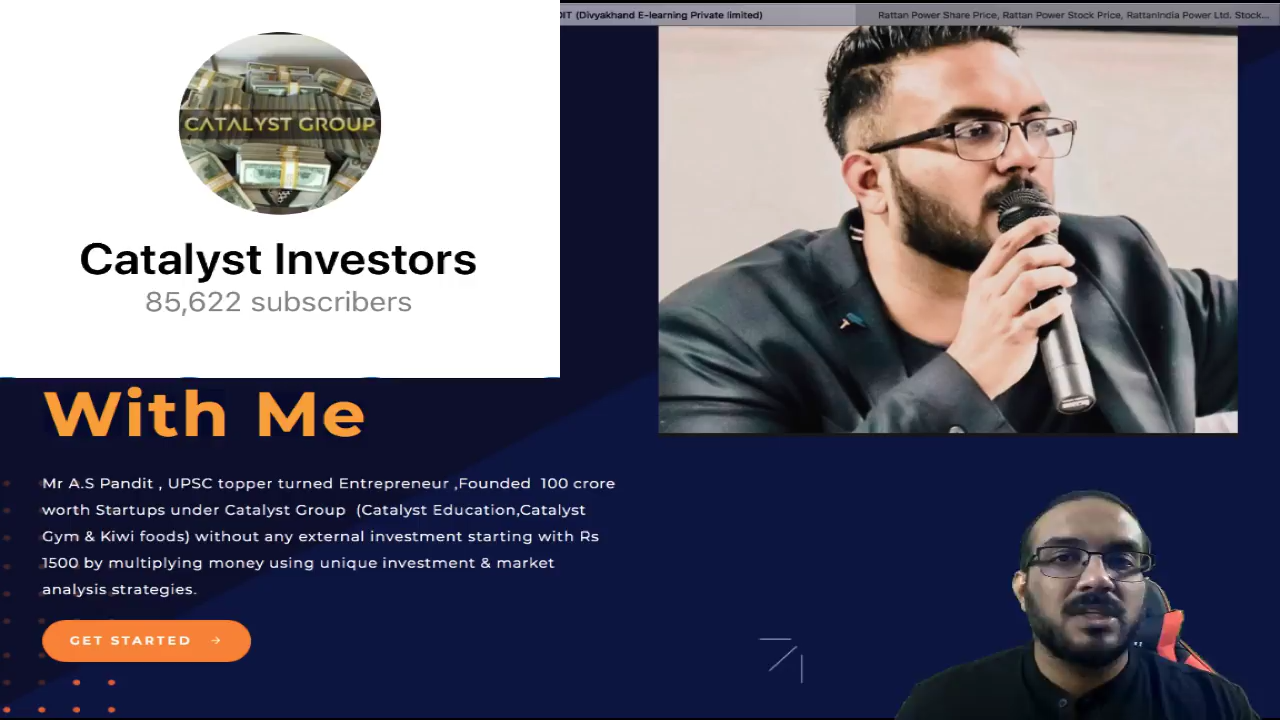 DIT (Divyakhand E-learning Private limited)
Rattan Power Share Price, Rattan Power Stock Price, RattanIndia Power Ltd. Stock...
CATALYST GROUP
Catalyst Investors
85,622 subscribers
With Me
Mr A.S Pandit , UPSC topper turned Entrepreneur ,Founded 100 crore
worth Startups under Catalyst Group (Catalyst Education,Catalyst
Gym & Kiwi foods) without any external investment starting with Rs
1500 by multiplying money using unique investment & market
analysis strategies.
GET STARTED →